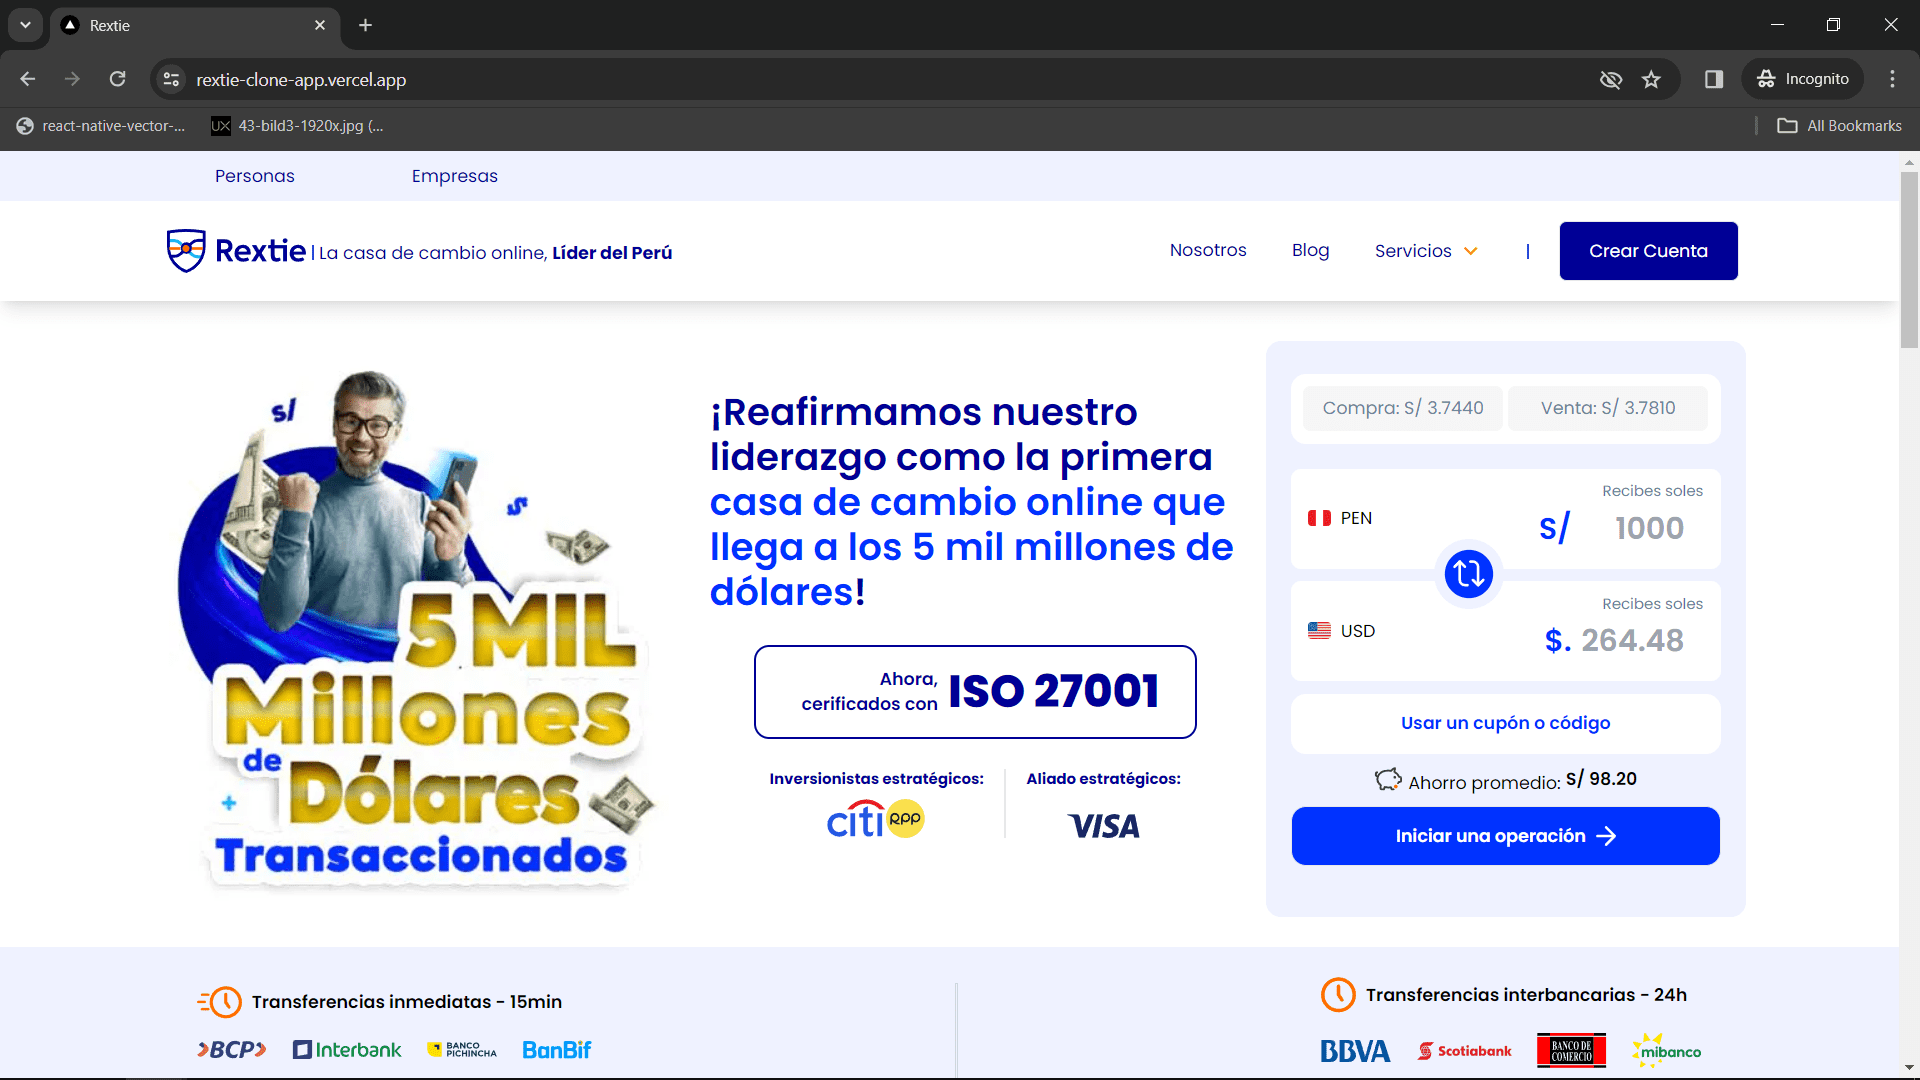 Rextie
rextie-clone-app.vercel.app
Incognito
react-native-vector-...
UX
43-bild3-1920x.jpg (...
All Bookmarks
Personas
Empresas
Rextie | La casa de cambio online, Líder del Perú
Nosotros
Blog
Servicios
|
Crear Cuenta
S/
5 MIL
Millones
de
Dólares
Transaccionados
¡Reafirmamos nuestro
liderazgo como la primera
casa de cambio online que
llega a los 5 mil millones de
dólares!
Ahora,
cerificados con
ISO 27001
Inversionistas estratégicos:
citi
RPP
Aliado estratégicos:
VISA
Compra: S/ 3.7440
Venta: S/ 3.7810
Recibes soles
PEN
S/ 1000
Recibes soles
USD
$. 264.48
Usar un cupón o código
Ahorro promedio: S/ 98.20
Iniciar una operación
Transferencias inmediatas - 15min
BCP
Interbank
BANCO PICHINCHA
BanBif
Transferencias interbancarias - 24h
BBVA
Scotiabank
BANCO DE COMERCIO
mibanco